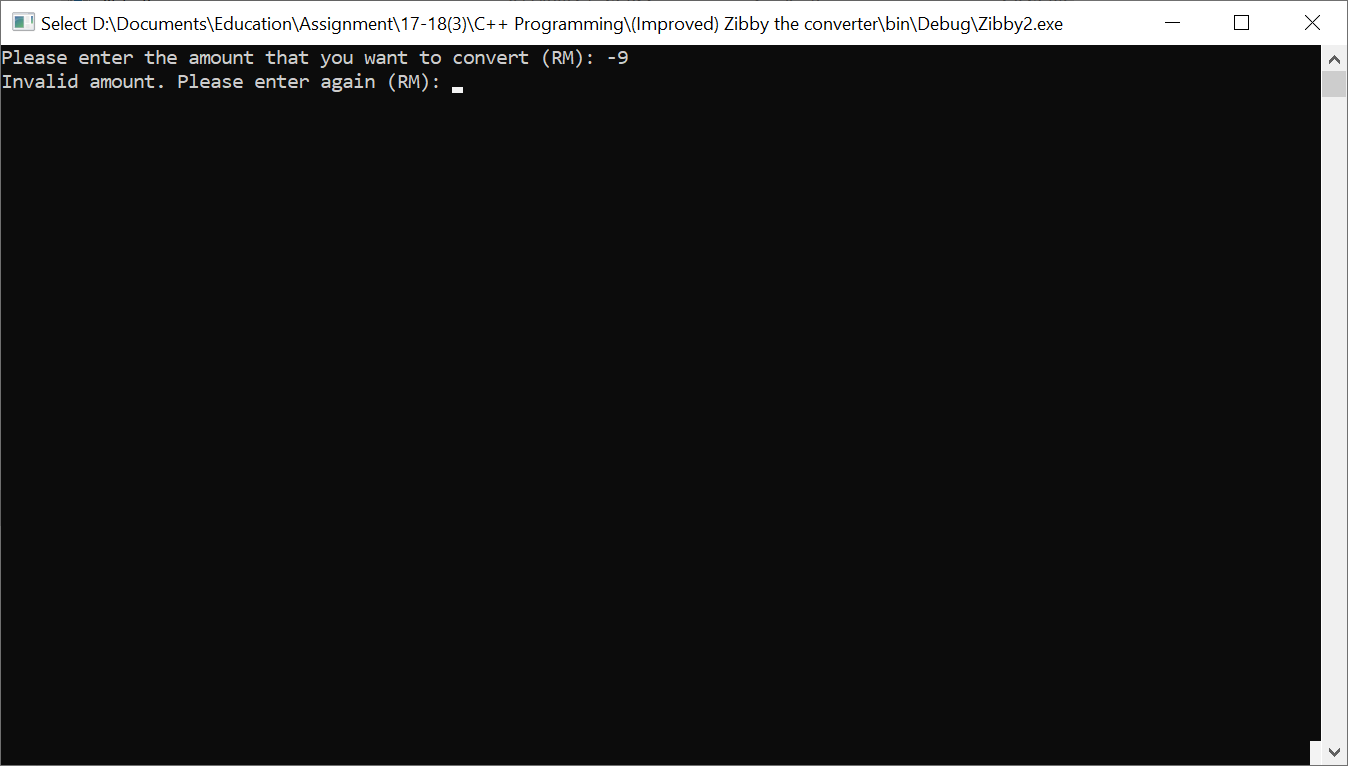 Select D:\Documents\Education\Assignment\17-18(3)\C++ Programming\(Improved) Zibby the converter\bin\Debug\Zibby2.exe
Please enter the amount that you want to convert (RM): -9
Invalid amount. Please enter again (RM):